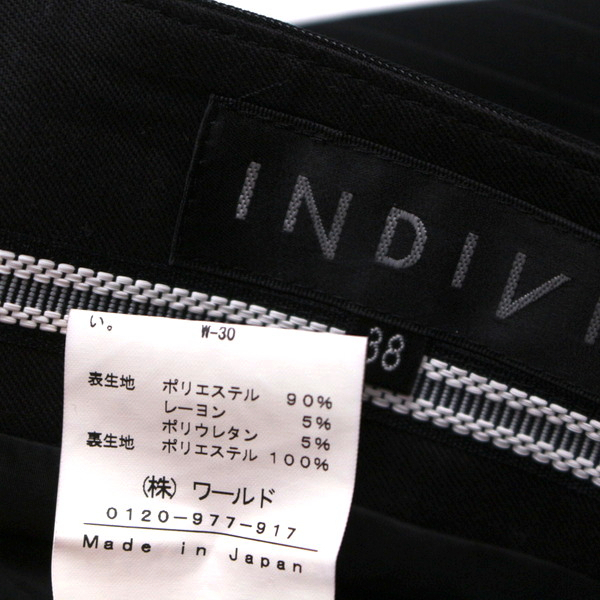 INDIVI
38
い。 W-30
表生地 ポリエステル 90%
レーヨン 5%
ポリウレタン 5%
裏生地 ポリエステル 100%
(株) ワールド
0120-977-917
Made in Japan